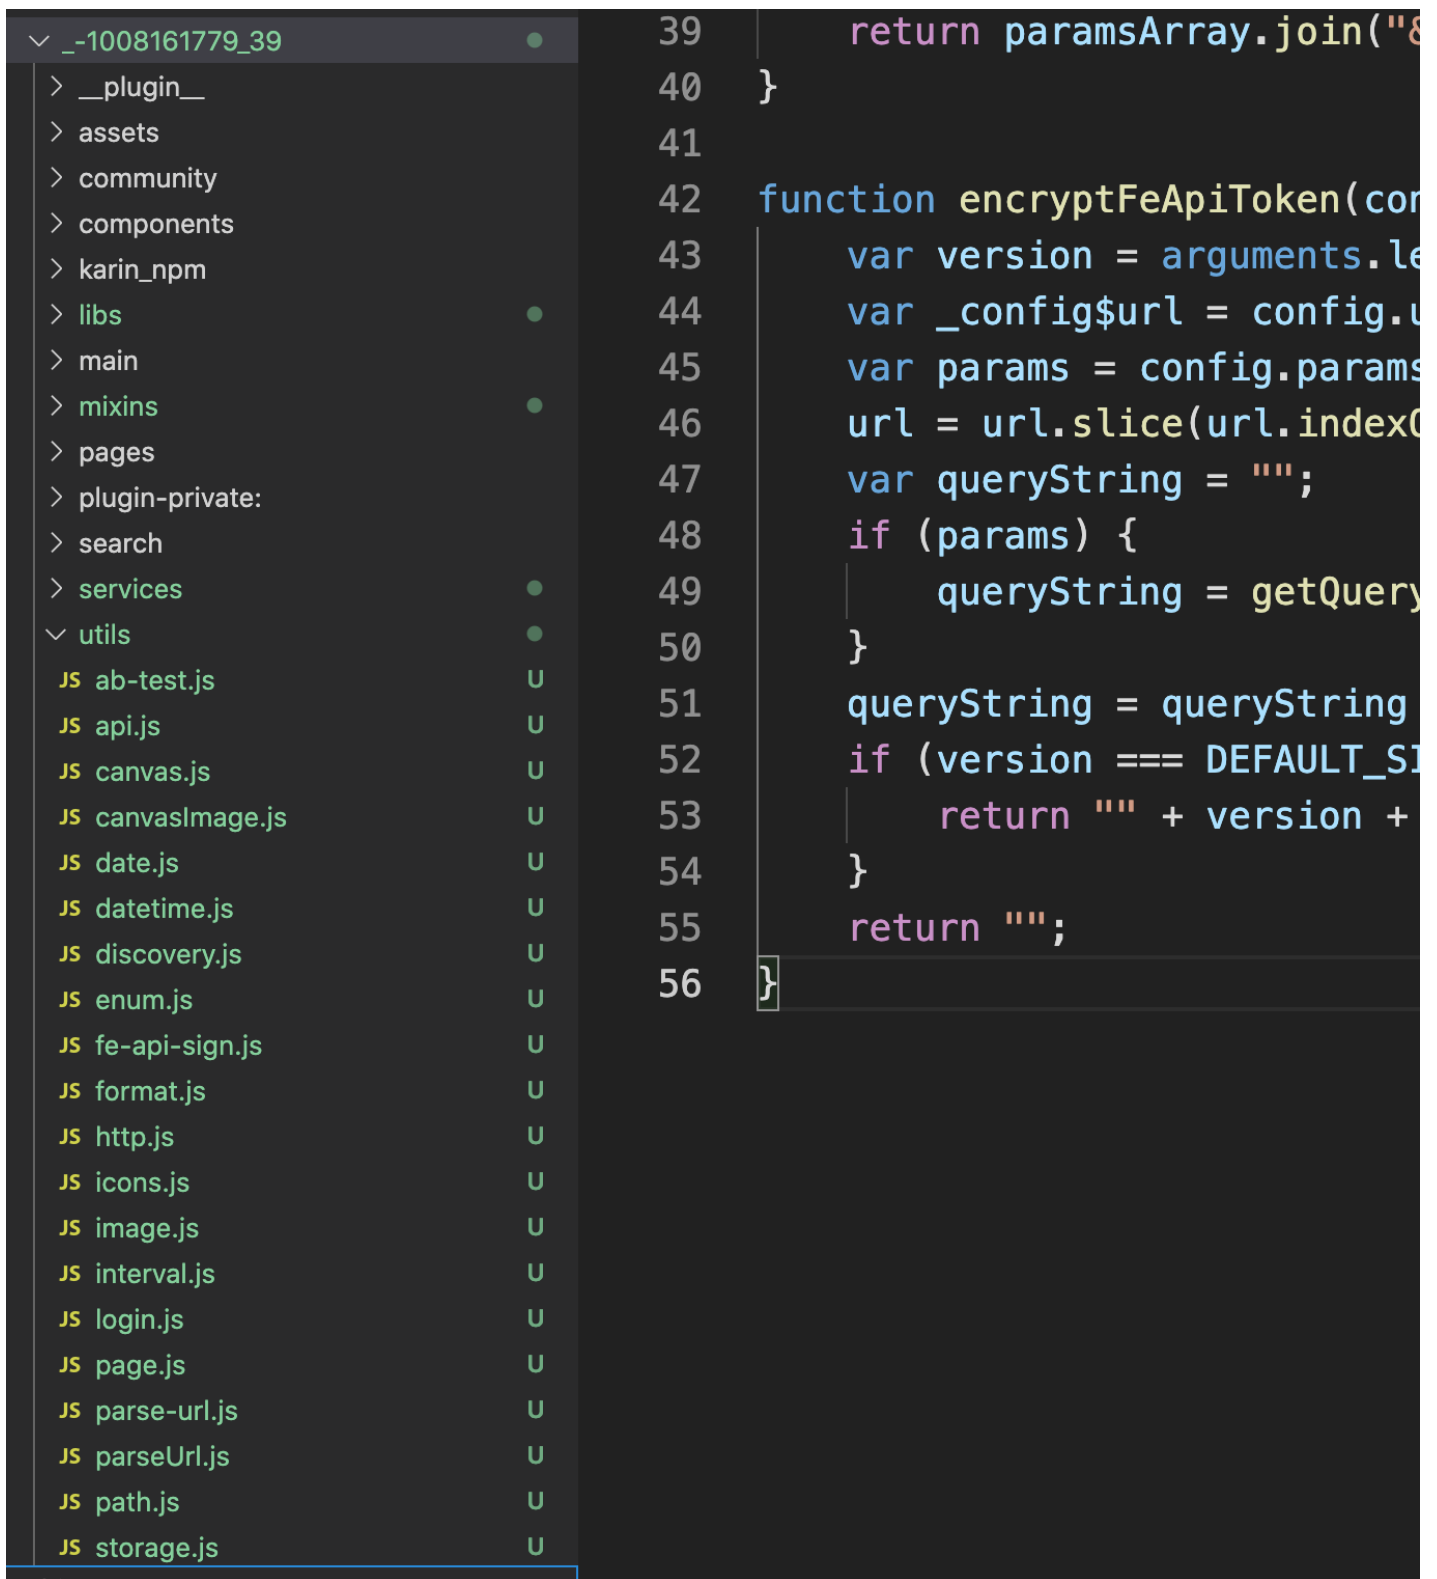 _-1008161779_39
__plugin__
assets
community
components
karin_npm
libs
main
mixins
pages
plugin-private:
search
services
utils
JS ab-test.js U
JS api.js U
JS canvas.js U
JS canvasImage.js U
JS date.js U
JS datetime.js U
JS discovery.js U
JS enum.js U
JS fe-api-sign.js U
JS format.js U
JS http.js U
JS icons.js U
JS image.js U
JS interval.js U
JS login.js U
JS page.js U
JS parse-url.js U
JS parseUrl.js U
JS path.js U
JS storage.js U
39 return paramsArray.join("&
40 }
41
42 function encryptFeApiToken(con
43 var version = arguments.le
44 var _config$url = config.u
45 var params = config.params
46 url = url.slice(url.indexO
47 var queryString = "";
48 if (params) {
49 queryString = getQuery
50 }
51 queryString = queryString
52 if (version === DEFAULT_SI
53 return "" + version +
54 }
55 return "";
56 }